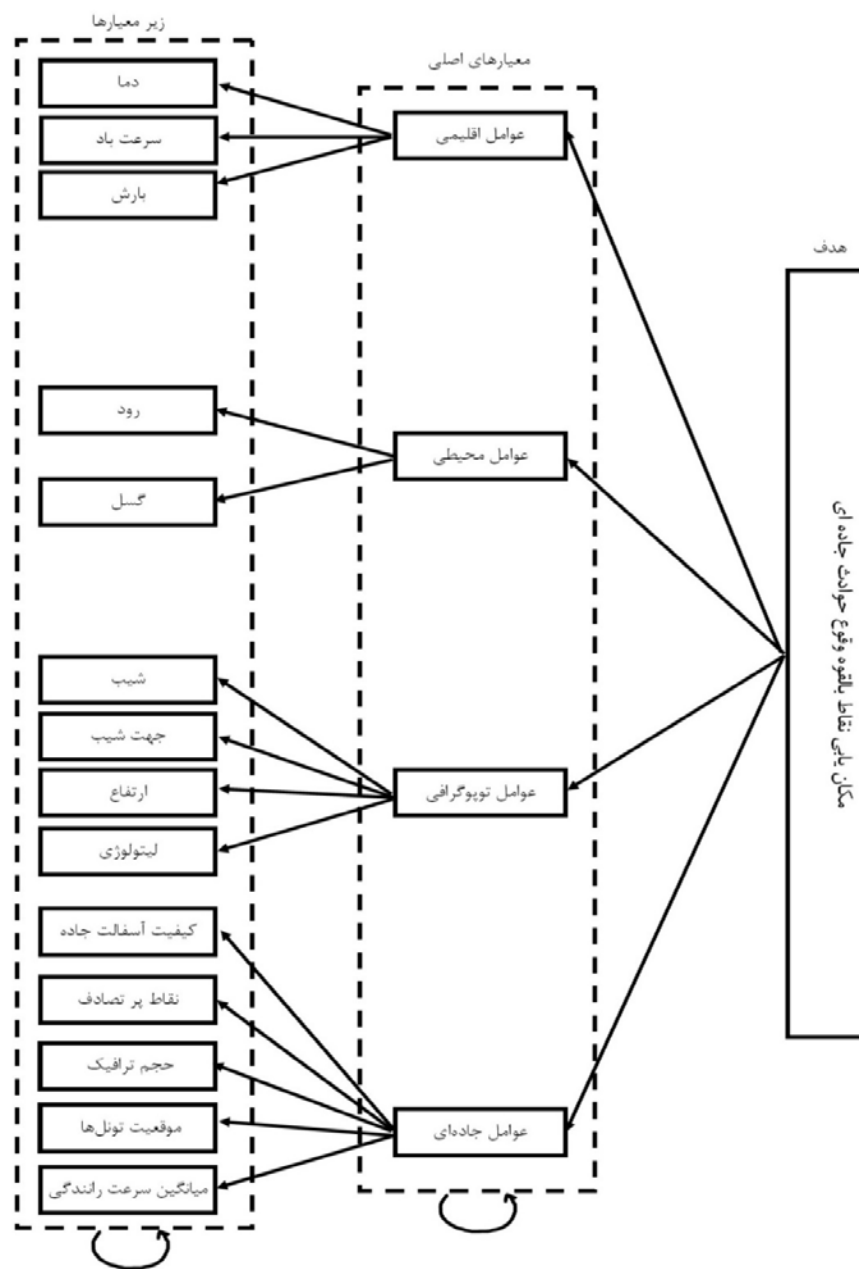 هدف
مکان یابی نقاط بالقوه وقوع حوادث جاده ای
معیارهای اصلی
عوامل اقلیمی
عوامل محیطی
عوامل توپوگرافی
عوامل جاده‌ای
زیر معیارها
دما
سرعت باد
بارش
رود
گسل
شیب
جهت شیب
ارتفاع
لیتولوژی
کیفیت آسفالت جاده
نقاط پر تصادف
حجم ترافیک
موقعیت تونل‌ها
میانگین سرعت رانندگی